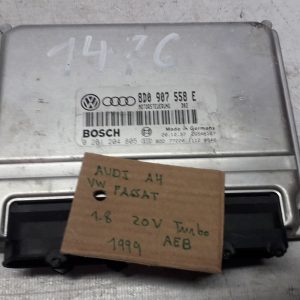 1426
8D0 907 558 E
MOTORSTEUERUNG
BOSCH
Made in Germany
0 261 204 805
AUDI A4
VW PASSAT
1.8 20V Turbo
AEB
1999